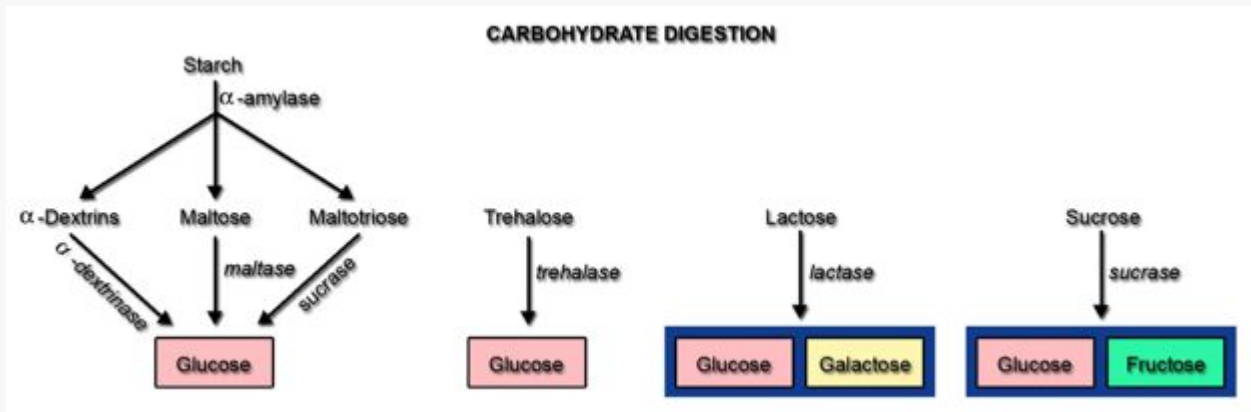 CARBOHYDRATE DIGESTION
Starch
α-amylase
α-Dextrins Maltose Maltotriose Trehalose Lactose Sucrose
α-dextrinase maltase sucrase trehalase lactase sucrase
Glucose Glucose Glucose Galactose Glucose Fructose